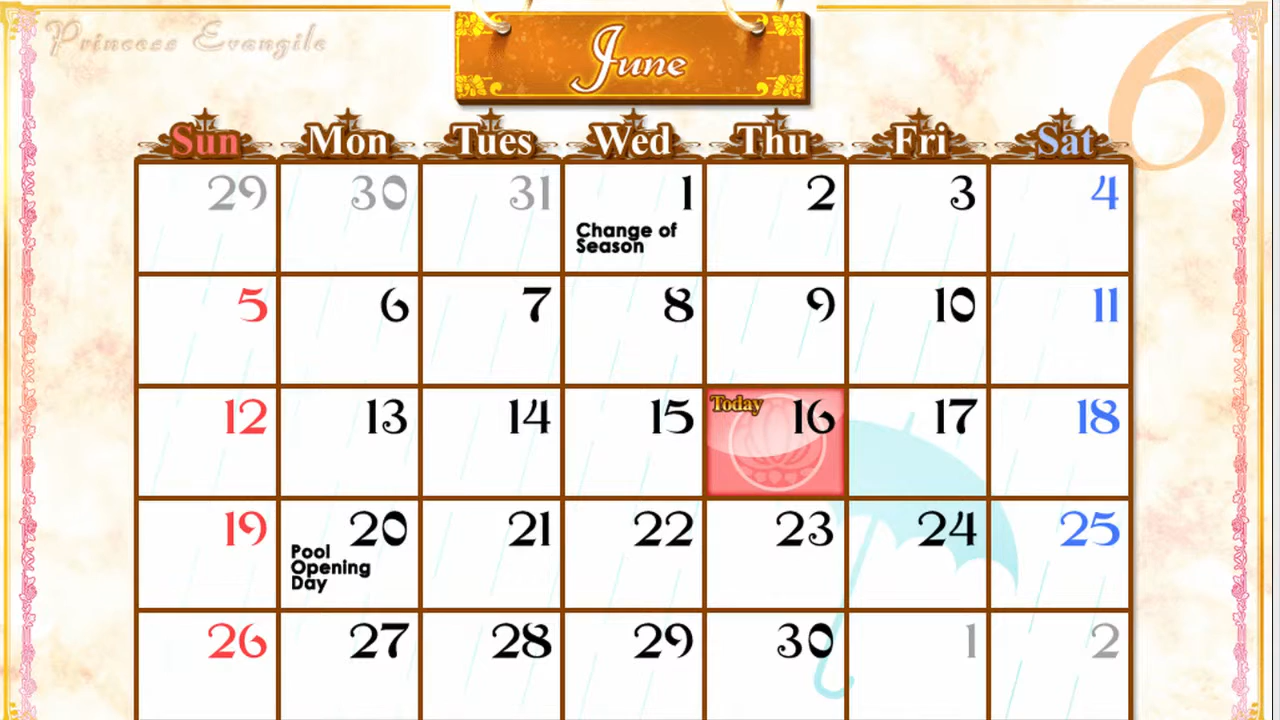 Princess Evangile
June
6
Sun Mon Tues Wed Thu Fri Sat
29 30 31 1 2 3 4
Change of
Season
5 6 7 8 9 10 11
12 13 14 15 Today 16 17 18
19 20 21 22 23 24 25
Pool
Opening
Day
26 27 28 29 30 1 2